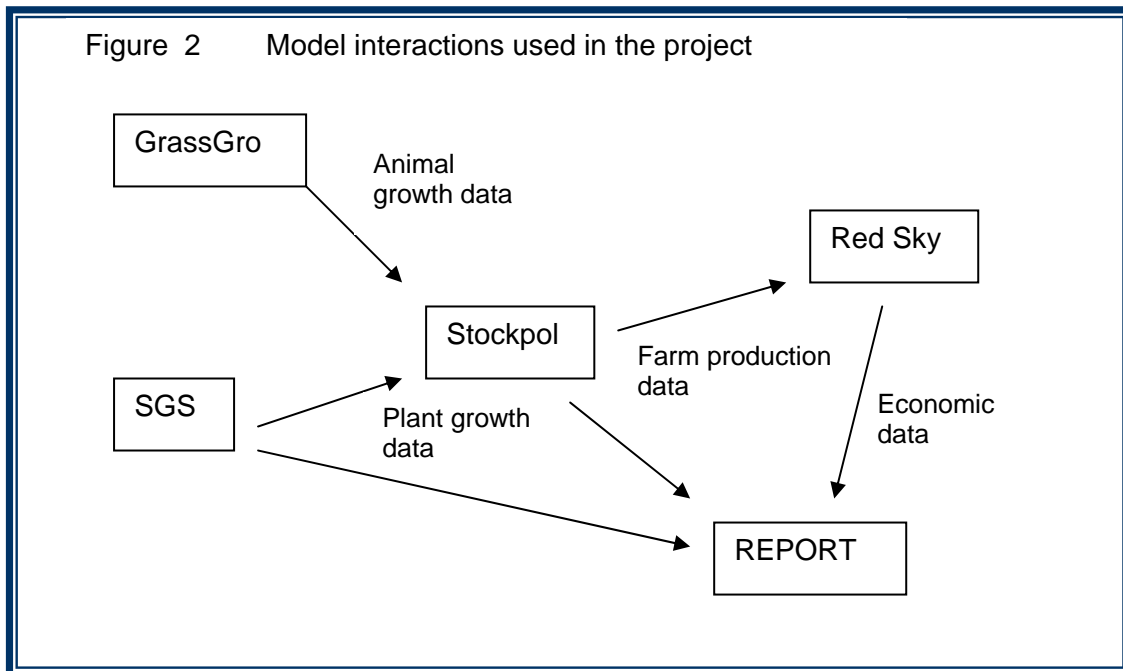 Figure 2 Model interactions used in the project
GrassGro
Animal
growth data
Red Sky
Stockpol
Farm production
data
SGS
Plant growth
data
Economic
data
REPORT